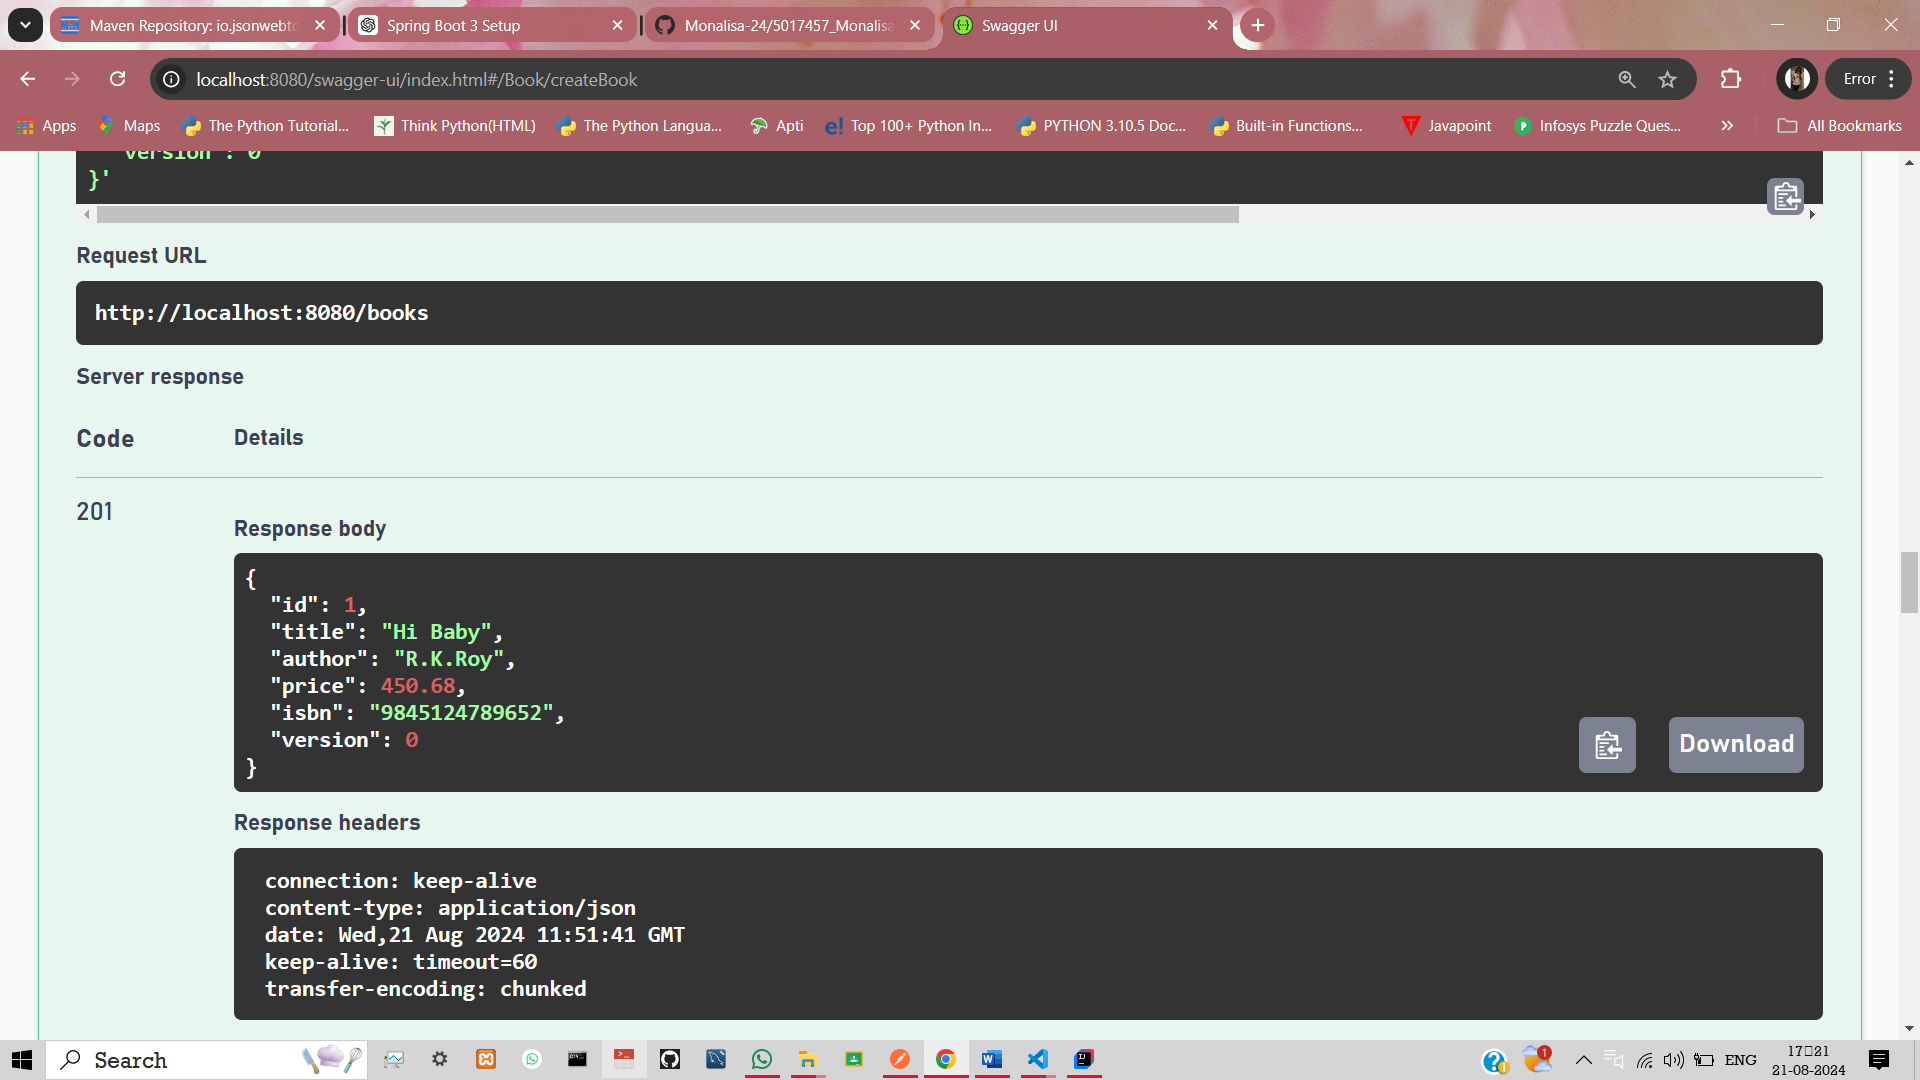 Maven Repository: io.jsonwebto
Spring Boot 3 Setup
Monalisa-24/5017457_Monalisa
Swagger UI
localhost:8080/swagger-ui/index.html#/Book/createBook
Error
Apps
Maps
The Python Tutorial...
Think Python(HTML)
The Python Langua...
Apti
Top 100+ Python In...
PYTHON 3.10.5 Doc...
Built-in Functions...
Javapoint
Infosys Puzzle Ques...
All Bookmarks
"version": 0
}'
Request URL
http://localhost:8080/books
Server response
Code Details
201
Response body
{
"id": 1,
"title": "Hi Baby",
"author": "R.K.Roy",
"price": 450.68,
"isbn": "9845124789652",
"version": 0
}
Download
Response headers
connection: keep-alive
content-type: application/json
date: Wed,21 Aug 2024 11:51:41 GMT
keep-alive: timeout=60
transfer-encoding: chunked
Search
1
ENG
17:21
21-08-2024